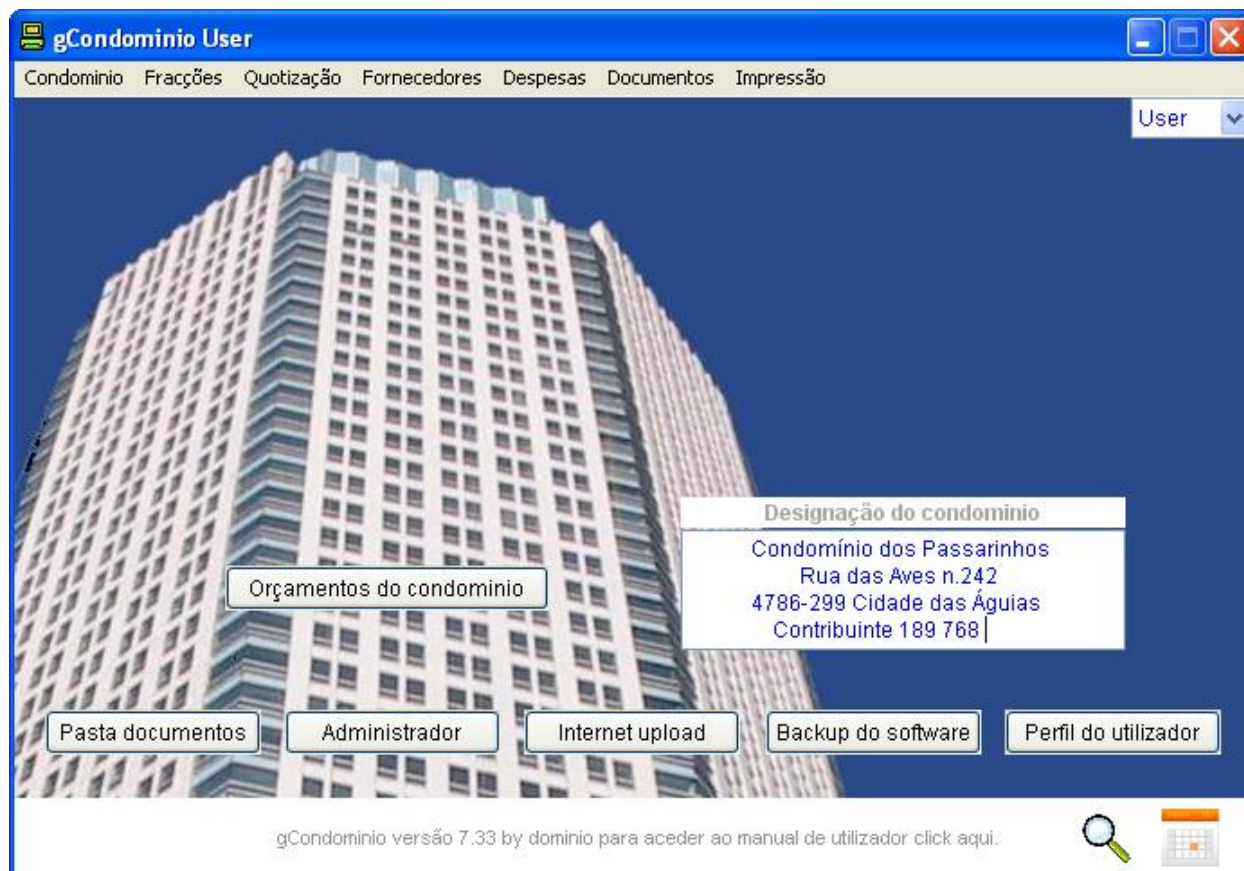 gCondominio User
Condominio Fracções Quotização Fornecedores Despesas Documentos Impressão
User
Designação do condominio
Condomínio dos Passarinhos
Rua das Aves n.242
4786-299 Cidade das Águias
Contribuinte 189 768
Orçamentos do condominio
Pasta documentos Administrador Internet upload Backup do software Perfil do utilizador
gCondominio versão 7.33 by dominio para aceder ao manual de utilizador click aqui.